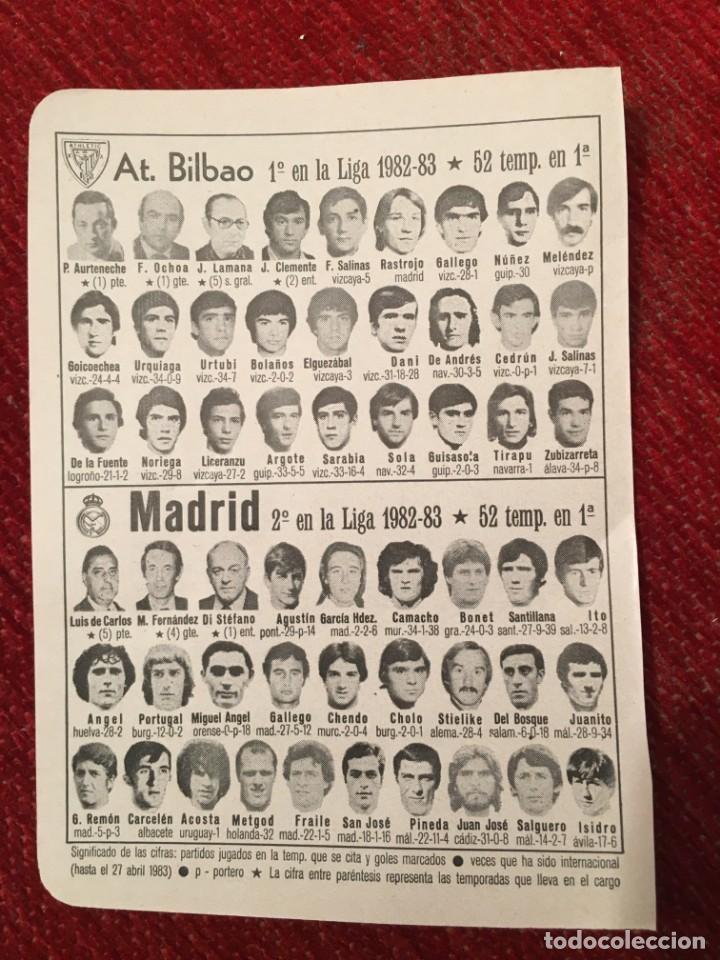 ATHLETIC
At. Bilbao 1º en la Liga 1982-83 ★ 52 temp. en 1ª
P. Aurteneche F. Ochoa J. Lamana J. Clemente F. Salinas Rastrojo Gallego Núñez Meléndez
★ (1) pte. ★ (1) gte. ★ (5) s. gral. ★ (2) ent. vizcaya-5 madrid vizc.-28-1 guip.-30 vizcaya-p
Goicoechea Urquiaga Urtubi Bolaños Elguezábal Dani De Andrés Cedrún J. Salinas
vizc.-24-4-4 vizc.-34-0-9 vizc.-34-7 vizc.-2-0-2 vizcaya-3 vizc.-31-18-28 nav.-30-3-5 vizc.-0-p-1 vizcaya-7-1
De la Fuente Noriega Liceranzu Argote Sarabia Sola Guisasola Tirapu Zubizarreta
logroño-21-1-2 vizc.-29-8 vizcaya-27-2 guip.-33-5-5 vizc.-33-16-4 nav.-32-4 guip.-2-0-3 navarra-1 álava-34-p-8
Madrid 2º en la Liga 1982-83 ★ 52 temp. en 1ª
Luis de Carlos M. Fernández Di Stéfano Agustín García Hdez. Camacho Bonet Santillana Ito
★ (5) pte. ★ (4) gte. ★ (1) ent. pont.-29-p-14 mad.-2-2-6 mur.-34-1-38 gra.-24-0-3 sant.-27-9-39 sal.-13-2-8
Angel Portugal Miguel Angel Gallego Chendo Cholo Stielike Del Bosque Juanito
huelva-28-2 burg.-12-0-2 orense-0-p-18 mad.-27-5-12 murc.-2-0-4 burg.-2-0-1 alema.-28-4 salam.-6-0-18 mál.-28-9-34
G. Remón Carcelén Acosta Metgod Fraile San José Pineda Juan José Salguero Isidro
mad.-5-p-3 albacete uruguay-1 holanda-32 mad.-22-1-5 mad.-18-1-16 mál.-22-11-4 cádiz-31-0-8 mál.-14-2-7 ávila-17-6
Significado de las cifras: partidos jugados en la temp. que se cita y goles marcados ● veces que ha sido internacional
(hasta el 27 abril 1983) ● p - portero ★ La cifra entre paréntesis representa las temporadas que lleva en el cargo
todocoleccion